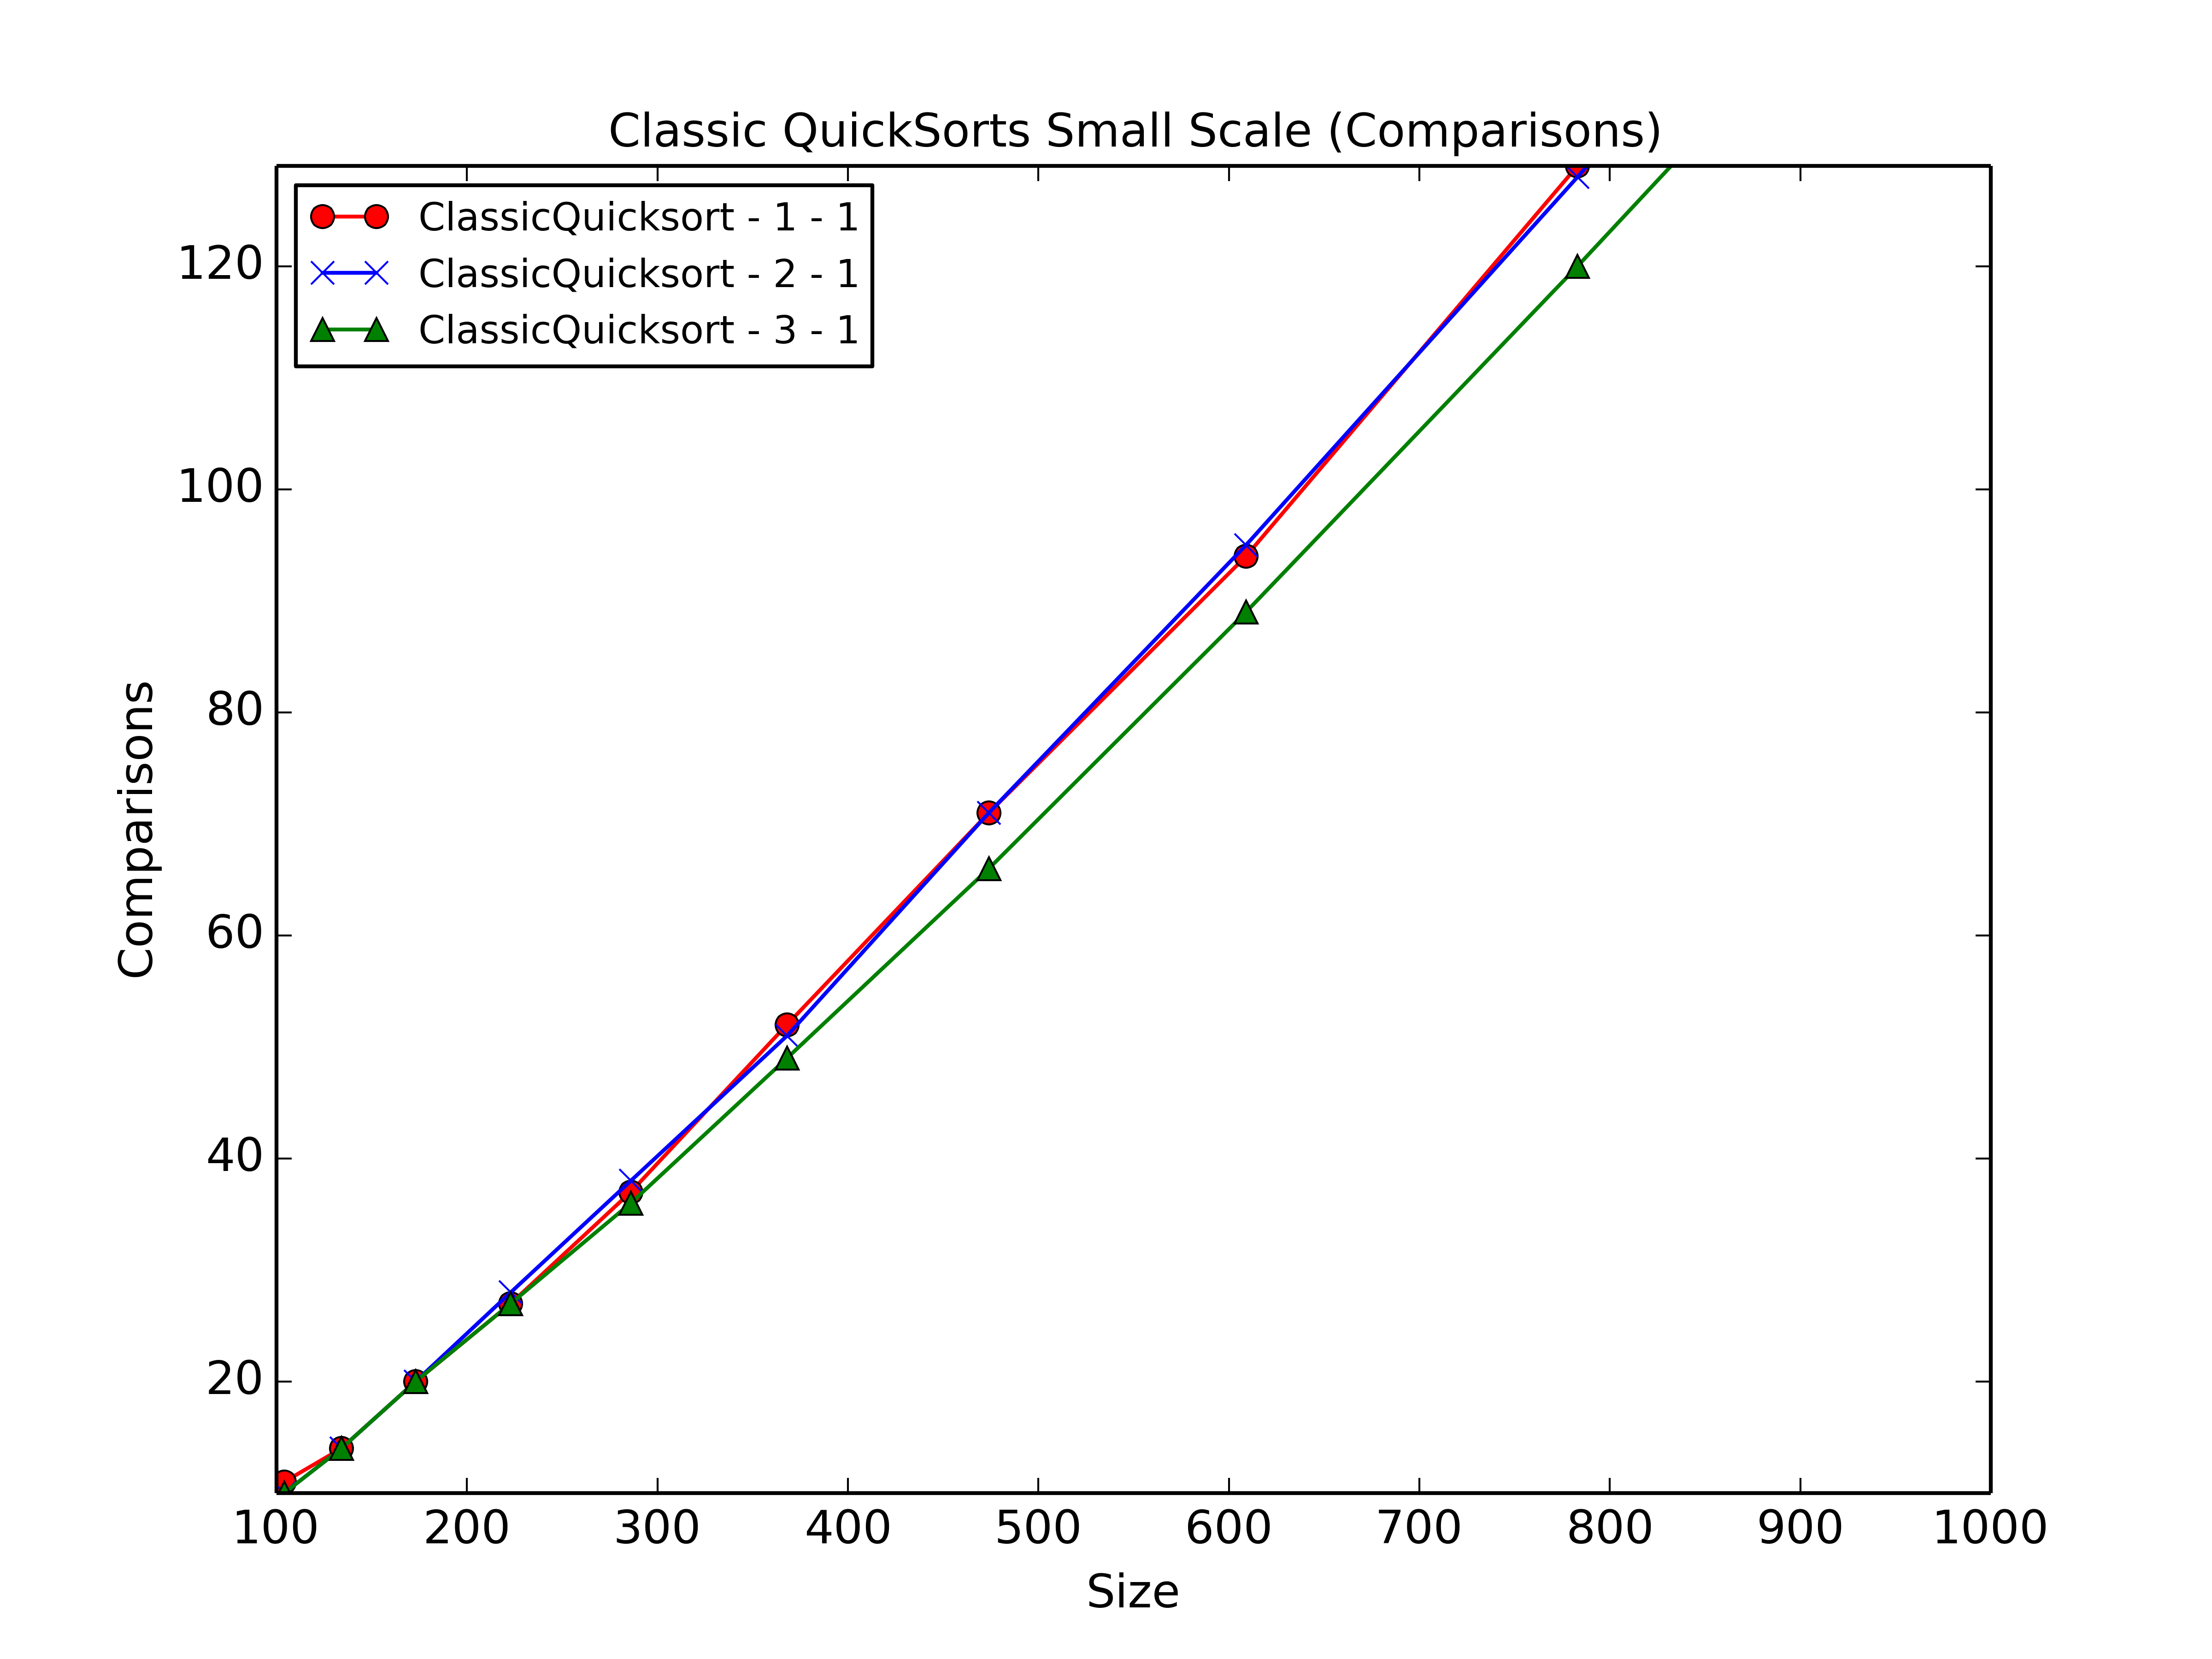 Classic QuickSorts Small Scale (Comparisons)
ClassicQuicksort - 1 - 1
ClassicQuicksort - 2 - 1
ClassicQuicksort - 3 - 1
120
100
80
60
40
20
Comparisons
100 200 300 400 500 600 700 800 900 1000
Size